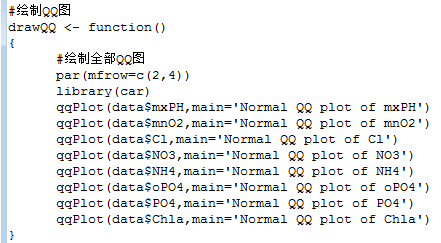 #绘制QQ图
drawQQ <- function()
{
#绘制全部QQ图
par(mfrow=c(2,4))
library(car)
qqPlot(data$mxPH,main='Normal QQ plot of mxPH')
qqPlot(data$mnO2,main='Normal QQ plot of mnO2')
qqPlot(data$Cl,main='Normal QQ plot of Cl')
qqPlot(data$NO3,main='Normal QQ plot of NO3')
qqPlot(data$NH4,main='Normal QQ plot of NH4')
qqPlot(data$oPO4,main='Normal QQ plot of oPO4')
qqPlot(data$PO4,main='Normal QQ plot of PO4')
qqPlot(data$Chla,main='Normal QQ plot of Chla')
}